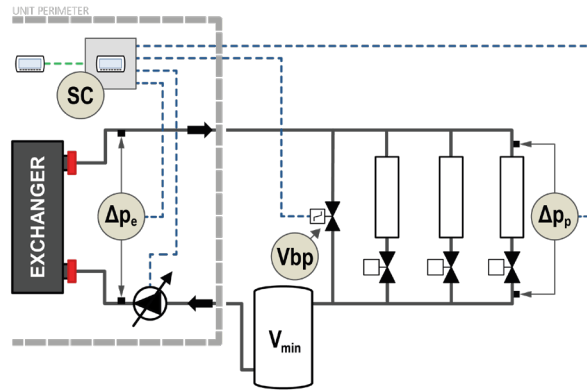 UNIT PERIMETER
SC
EXCHANGER
Δpe
Vbp
Δpp
Vmin